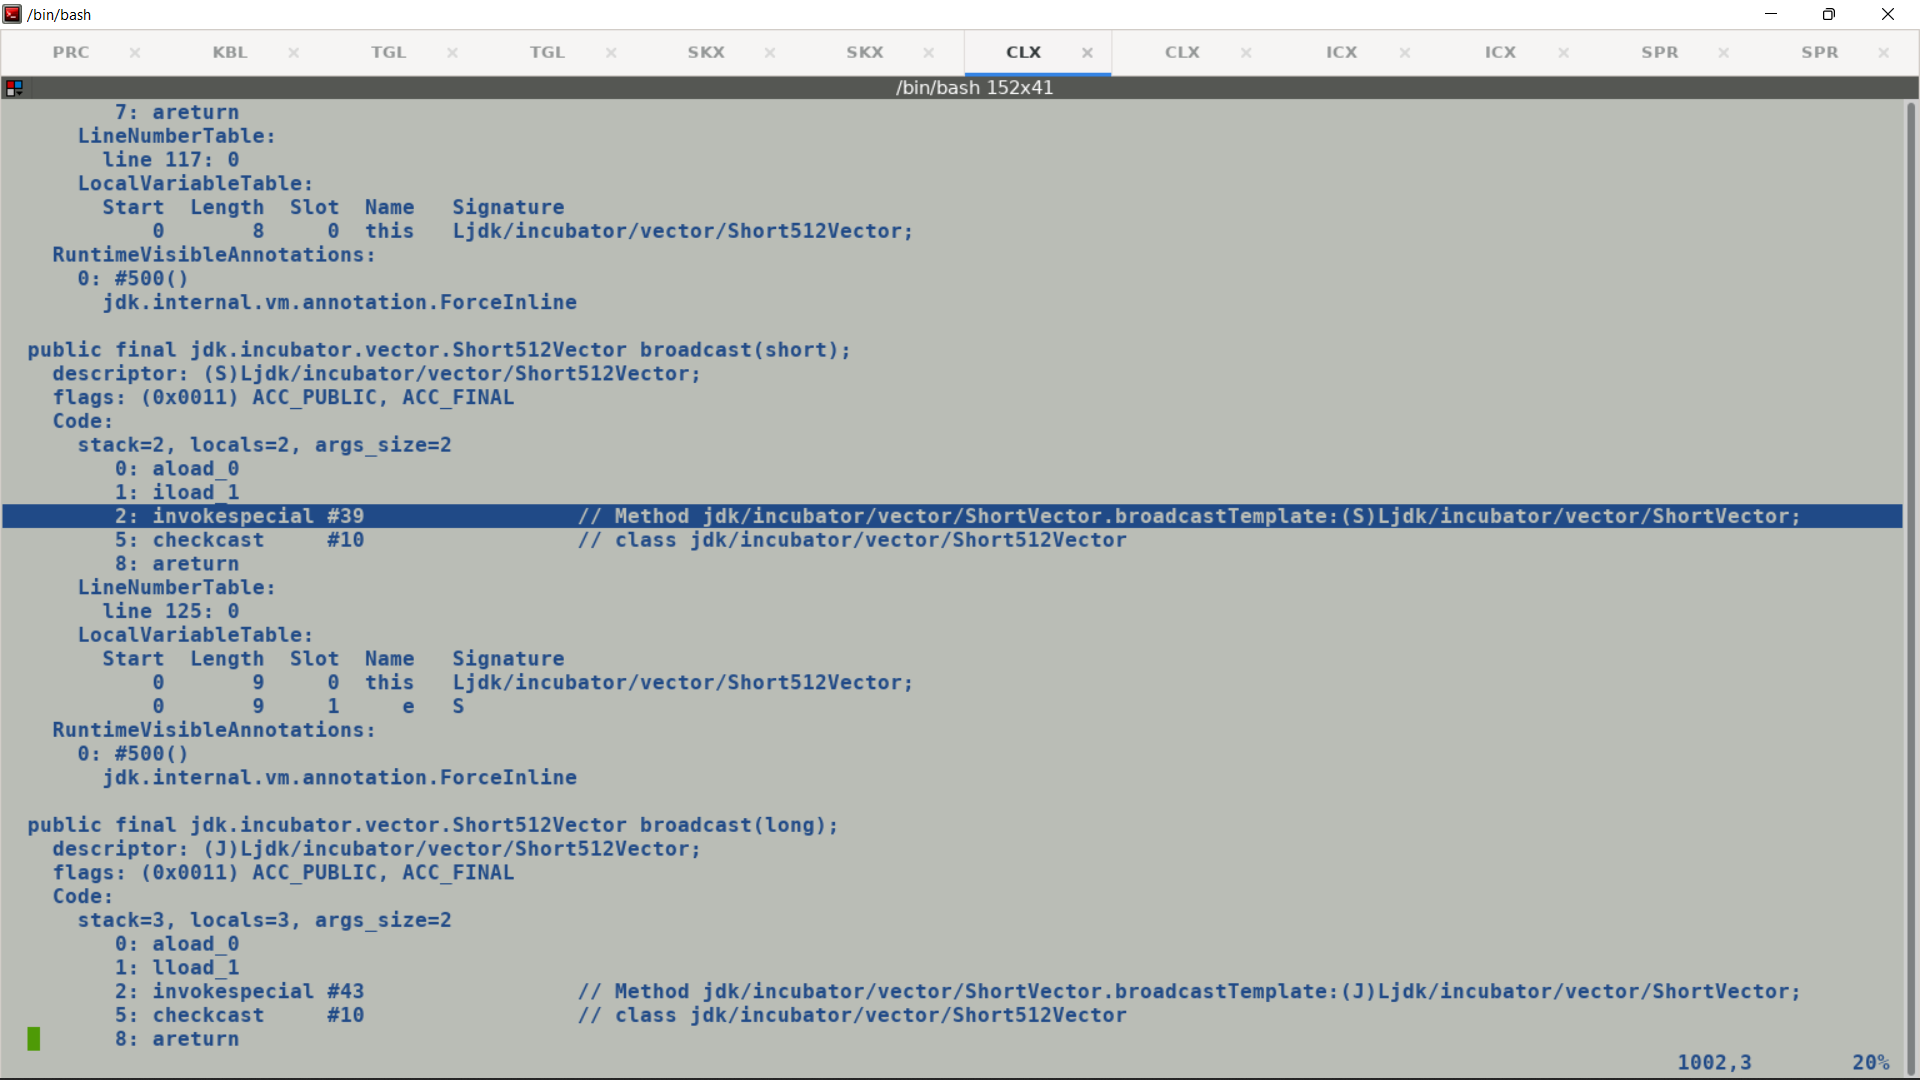 /bin/bash
PRC × KBL × TGL × TGL × SKX × SKX × CLX × CLX × ICX × ICX × SPR × SPR ×
/bin/bash 152x41
7: areturn
LineNumberTable:
line 117: 0
LocalVariableTable:
Start  Length  Slot  Name   Signature
0       8     0  this   Ljdk/incubator/vector/Short512Vector;
RuntimeVisibleAnnotations:
0: #500()
jdk.internal.vm.annotation.ForceInline
public final jdk.incubator.vector.Short512Vector broadcast(short);
descriptor: (S)Ljdk/incubator/vector/Short512Vector;
flags: (0x0011) ACC_PUBLIC, ACC_FINAL
Code:
stack=2, locals=2, args_size=2
0: aload_0
1: iload_1
2: invokespecial #39                 // Method jdk/incubator/vector/ShortVector.broadcastTemplate:(S)Ljdk/incubator/vector/ShortVector;
5: checkcast     #10                 // class jdk/incubator/vector/Short512Vector
8: areturn
LineNumberTable:
line 125: 0
LocalVariableTable:
Start  Length  Slot  Name   Signature
0       9     0  this   Ljdk/incubator/vector/Short512Vector;
0       9     1     e   S
RuntimeVisibleAnnotations:
0: #500()
jdk.internal.vm.annotation.ForceInline
public final jdk.incubator.vector.Short512Vector broadcast(long);
descriptor: (J)Ljdk/incubator/vector/Short512Vector;
flags: (0x0011) ACC_PUBLIC, ACC_FINAL
Code:
stack=3, locals=3, args_size=2
0: aload_0
1: lload_1
2: invokespecial #43                 // Method jdk/incubator/vector/ShortVector.broadcastTemplate:(J)Ljdk/incubator/vector/ShortVector;
5: checkcast     #10                 // class jdk/incubator/vector/Short512Vector
8: areturn
1002,3        20%